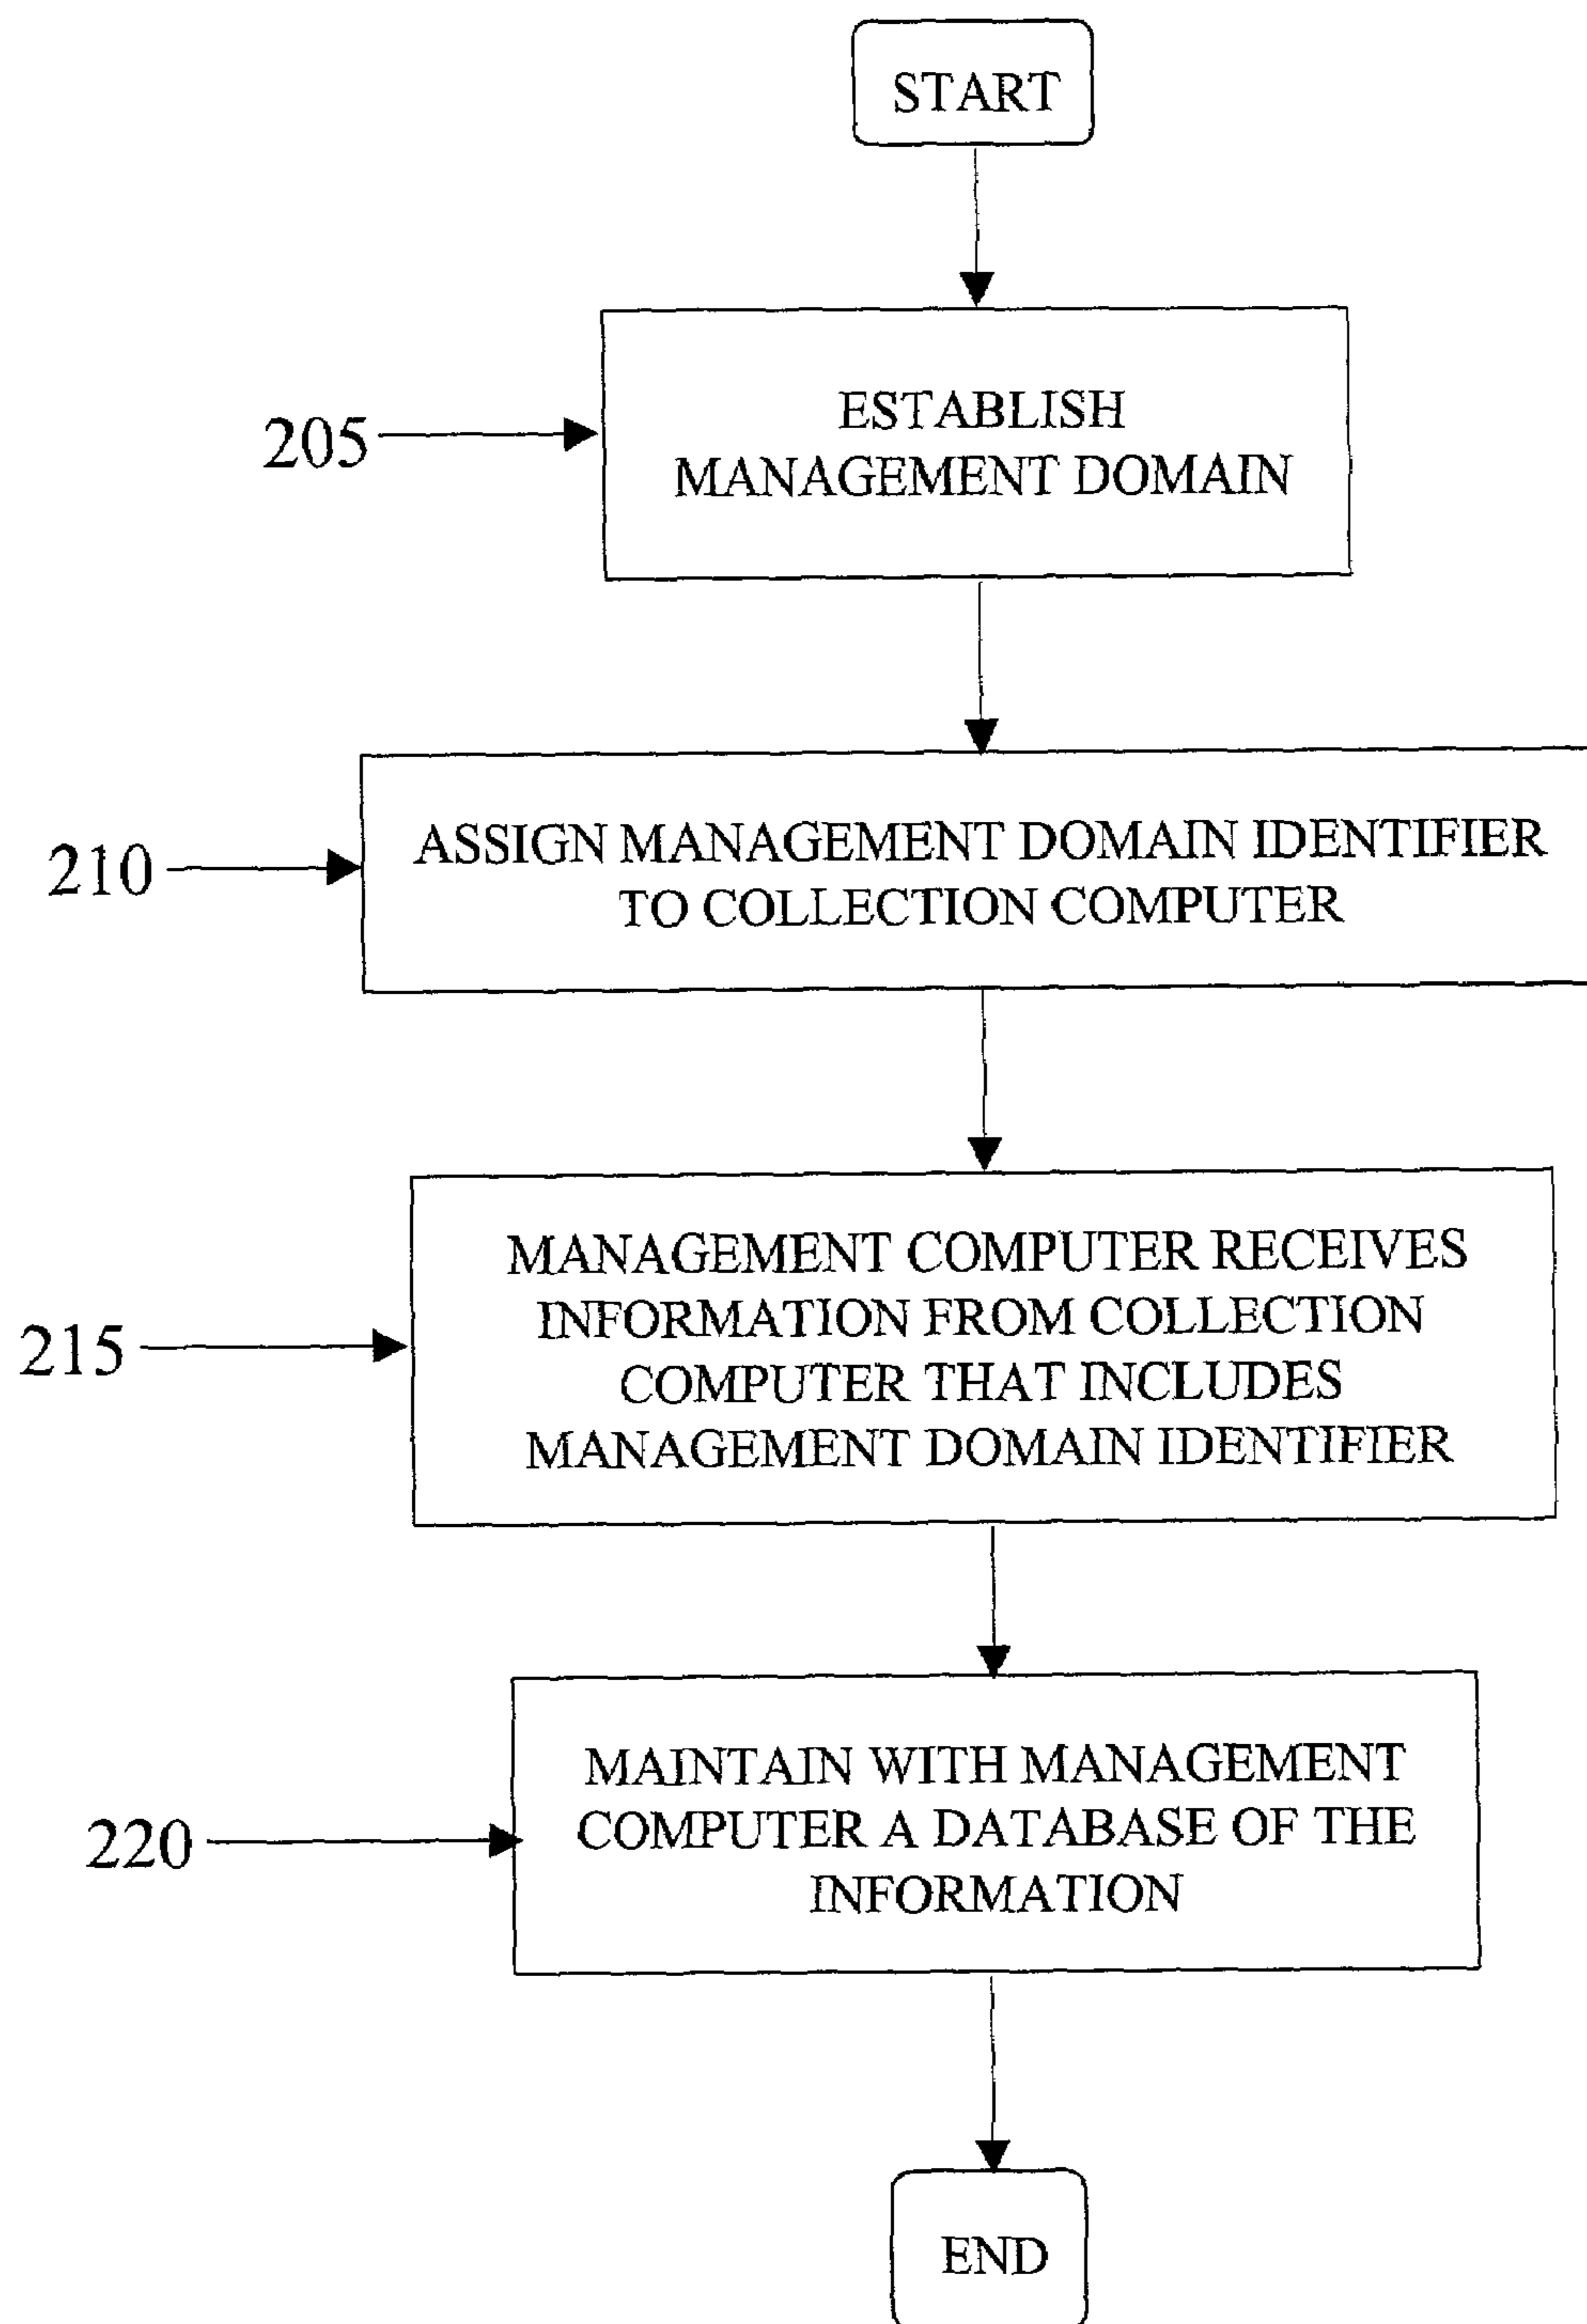 START
205
ESTABLISH
MANAGEMENT DOMAIN
210
ASSIGN MANAGEMENT DOMAIN IDENTIFIER
TO COLLECTION COMPUTER
215
MANAGEMENT COMPUTER RECEIVES
INFORMATION FROM COLLECTION
COMPUTER THAT INCLUDES
MANAGEMENT DOMAIN IDENTIFIER
220
MAINTAIN WITH MANAGEMENT
COMPUTER A DATABASE OF THE
INFORMATION
END